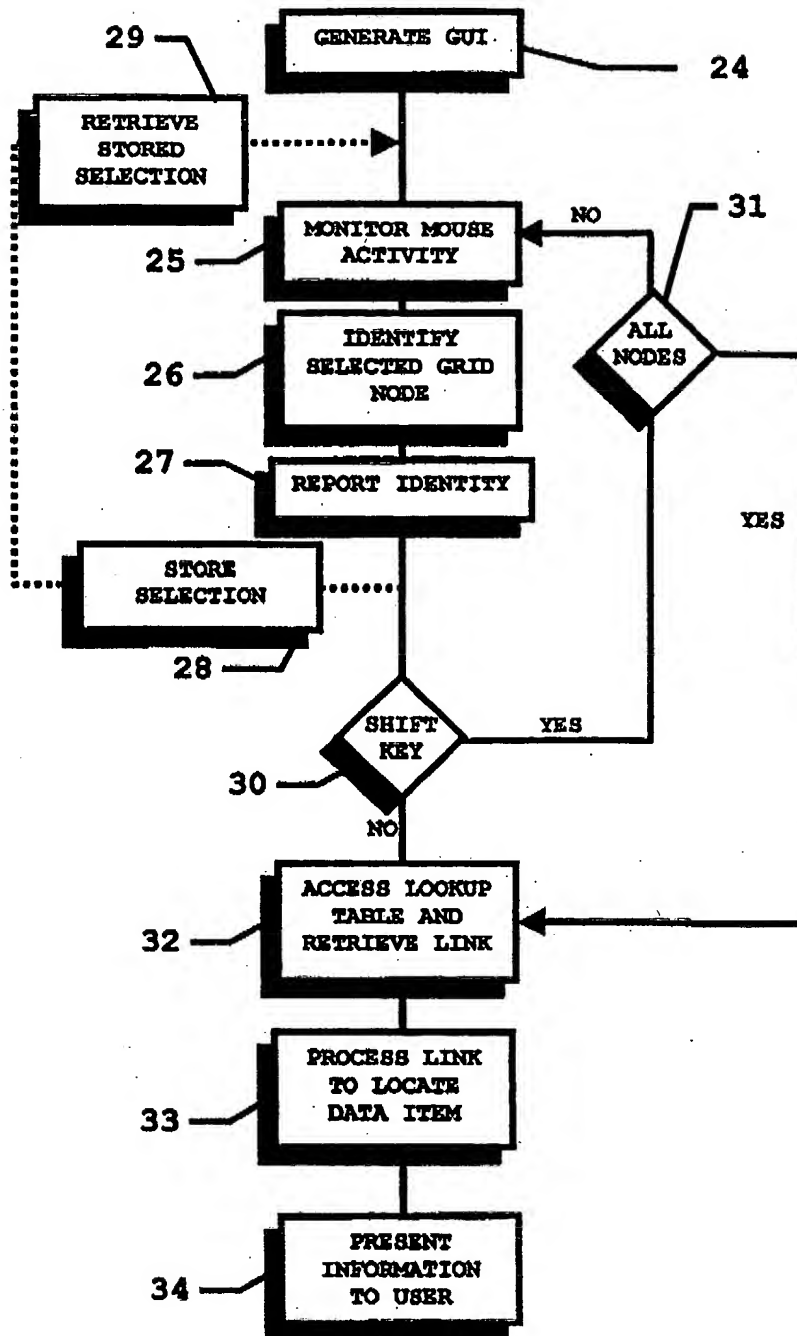 29
GENERATE GUI
24
RETRIEVE
STORED
SELECTION
MONITOR MOUSE
ACTIVITY
25
NO
31
ALL
NODES
IDENTIFY
SELECTED GRID
NODE
26
27
REPORT IDENTITY
YES
STORE
SELECTION
28
SHIFT
KEY
YES
30
NO
ACCESS LOOKUP
TABLE AND
RETRIEVE LINK
32
PROCESS LINK
TO LOCATE
DATA ITEM
33
PRESENT
INFORMATION
TO USER
34